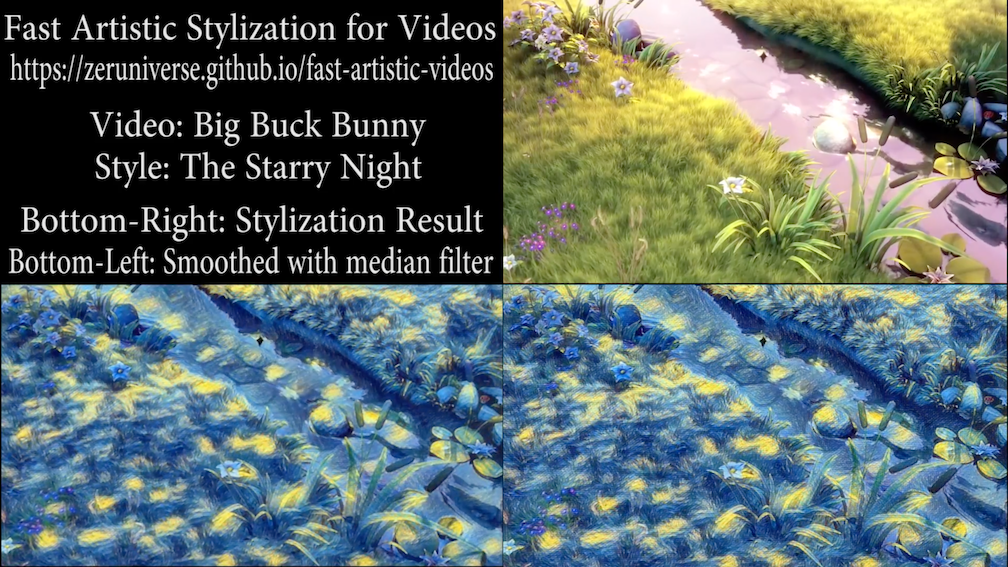 Fast Artistic Stylization for Videos
https://zeruniverse.github.io/fast-artistic-videos
Video: Big Buck Bunny
Style: The Starry Night
Bottom-Right: Stylization Result
Bottom-Left: Smoothed with median filter